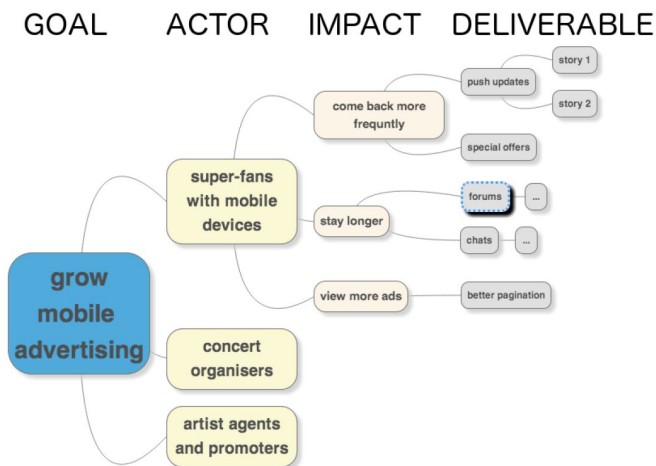 GOAL ACTOR IMPACT DELIVERABLE
story 1
push updates
story 2
come back more
frequntly
special offers
super-fans
with mobile
devices
forums ...
stay longer
chats ...
view more ads
better pagination
grow
mobile
advertising
concert
organisers
artist agents
and promoters